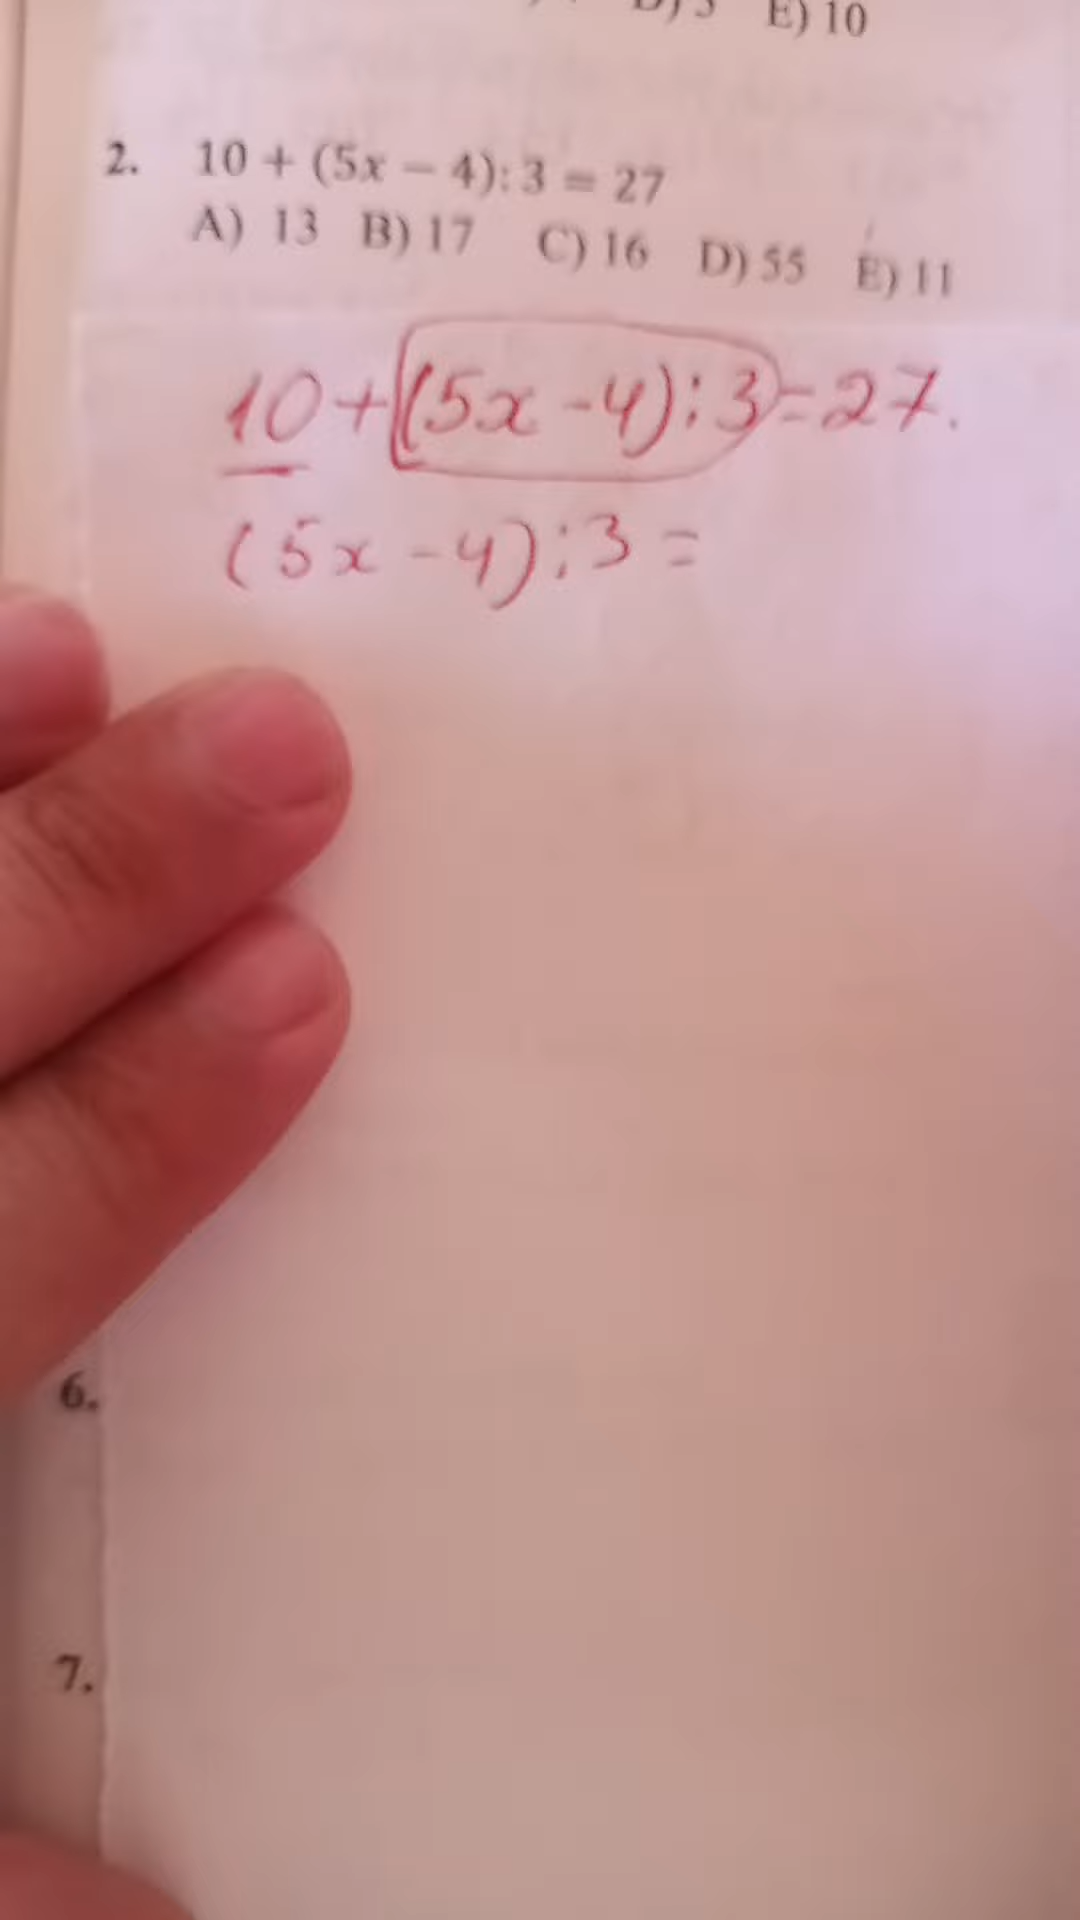 E) 10
2. 10 + (5x – 4): 3 = 27
A) 13 B) 17 C) 16 D) 55 E) 11
10+(5x-4):3=27.
(5x-4):3=
6.
7.